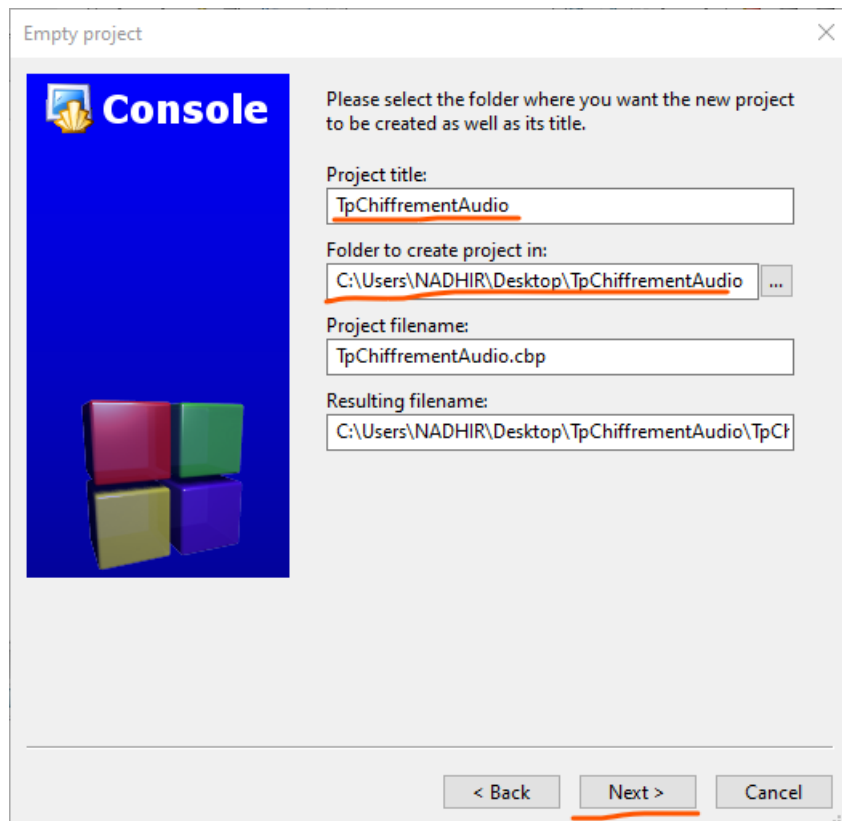 Empty project
Console
Please select the folder where you want the new project
to be created as well as its title.
Project title:
TpChiffrementAudio
Folder to create project in:
C:\Users\NADHIR\Desktop\TpChiffrementAudio
...
Project filename:
TpChiffrementAudio.cbp
Resulting filename:
C:\Users\NADHIR\Desktop\TpChiffrementAudio\TpCh
< Back Next > Cancel